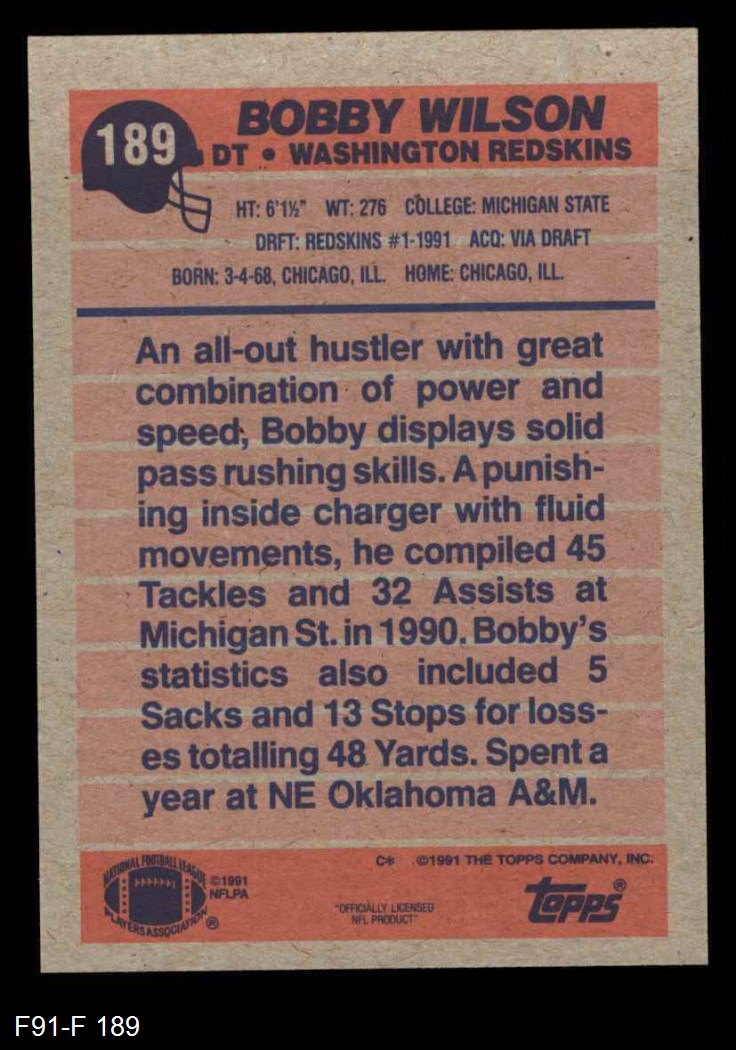 189
BOBBY WILSON
DT • WASHINGTON REDSKINS
HT: 6'1½" WT: 276 COLLEGE: MICHIGAN STATE
DRFT: REDSKINS #1-1991 ACQ: VIA DRAFT
BORN: 3-4-68, CHICAGO, ILL. HOME: CHICAGO, ILL.
An all-out hustler with great
combination of power and
speed, Bobby displays solid
pass rushing skills. A punish-
ing inside charger with fluid
movements, he compiled 45
Tackles and 32 Assists at
Michigan St. in 1990. Bobby's
statistics also included 5
Sacks and 13 Stops for loss-
es totalling 48 Yards. Spent a
year at NE Oklahoma A&M.
NATIONAL FOOTBALL LEAGUE
PLAYERS ASSOCIATION ®
©1991
NFLPA
C* ©1991 THE TOPPS COMPANY, INC.
"OFFICIALLY LICENSED
NFL PRODUCT"
topps®
F91-F 189